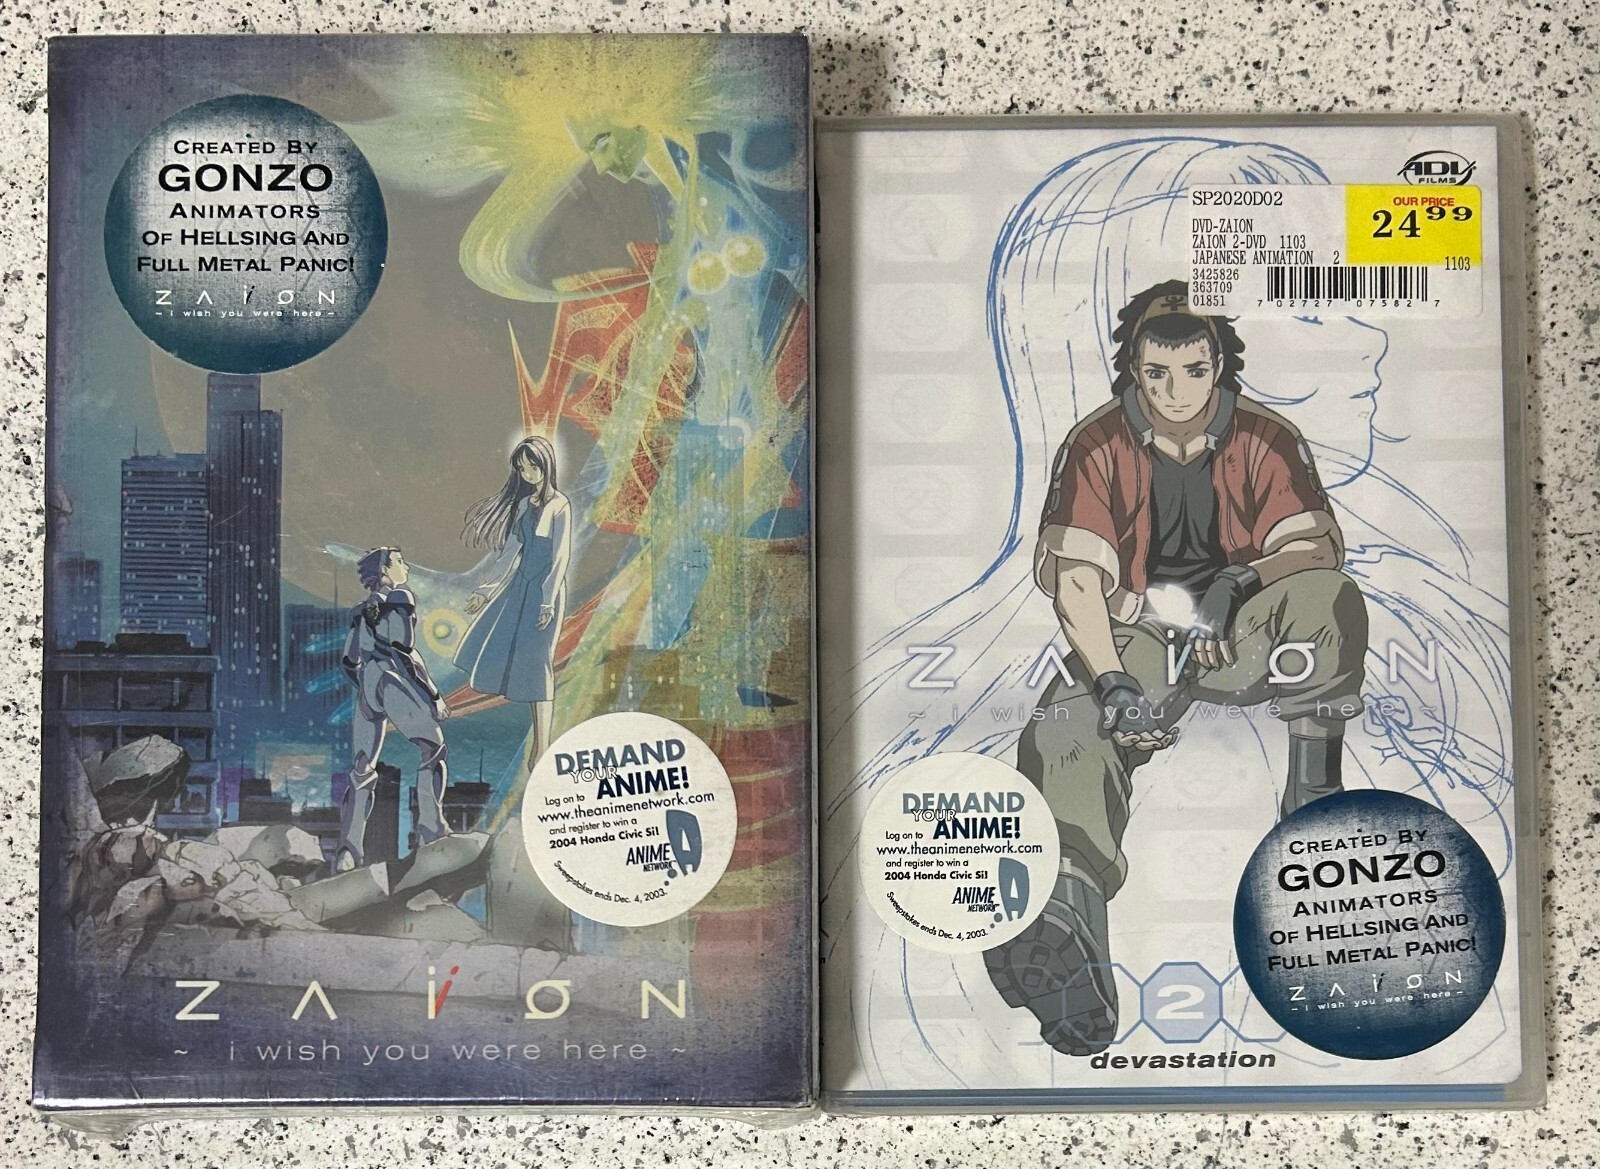 CREATED BY
GONZO
ANIMATORS
OF HELLSING AND
FULL METAL PANIC!
ZAiON
~ i wish you were here ~
DEMAND
YOUR
ANIME!
Log on to
www.theanimenetwork.com
and register to win a
2004 Honda Civic Si!
ANIME
NETWORK
Sweepstakes ends Dec. 4, 2003.
ZAiON
~ i wish you were here ~
ADV
FILMS
SP2020D02
OUR PRICE
24.99
DVD-ZAION
ZAION 2-DVD 1103
JAPANESE ANIMATION 2
1103
3425826
363709
01851
7 02727 07582 7
ZAiON
~ i wish you were here ~
DEMAND
YOUR
ANIME!
Log on to
www.theanimenetwork.com
and register to win a
2004 Honda Civic Si!
ANIME
NETWORK
Sweepstakes ends Dec. 4, 2003.
CREATED BY
GONZO
ANIMATORS
OF HELLSING AND
FULL METAL PANIC!
ZAiON
~ i wish you were here ~
2
devastation